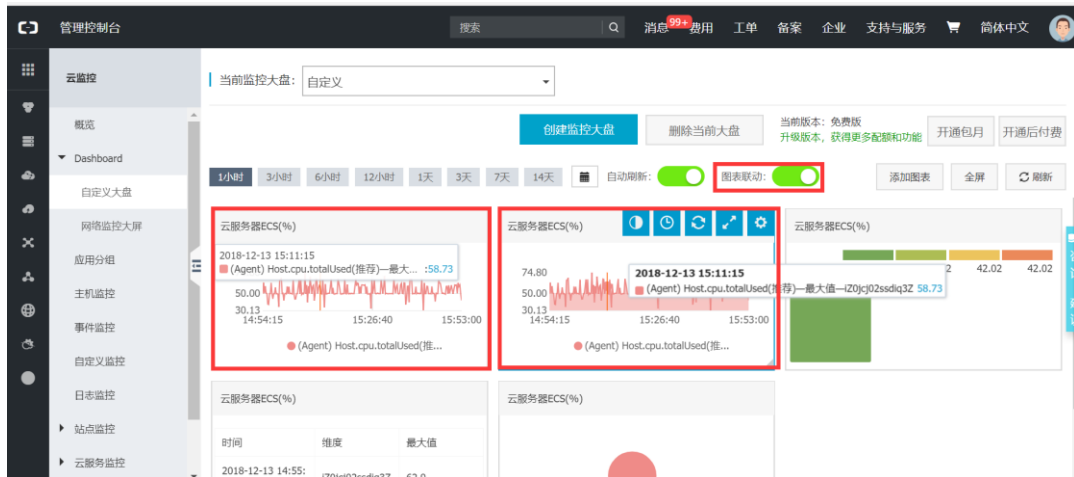 管理控制台
搜索
消息 99+ 费用 工单 备案 企业 支持与服务 简体中文
云监控
概览
Dashboard
自定义大盘
网络监控大屏
应用分组
主机监控
事件监控
自定义监控
日志监控
站点监控
云服务监控
当前监控大盘: 自定义
创建监控大盘 删除当前大盘
当前版本: 免费版
升级版本, 获得更多配额和功能
开通包月 开通后付费
1小时 3小时 6小时 12小时 1天 3天 7天 14天 自动刷新: 图表联动: 添加图表 全屏 刷新
云服务器ECS(%)
2018-12-13 15:11:15
(Agent) Host.cpu.totalUsed(推荐)—最大... :58.73
50.00
30.13
14:54:15 15:26:40 15:53:00
(Agent) Host.cpu.totalUsed(推...
云服务器ECS(%)
74.80
50.00
30.13
2018-12-13 15:11:15
(Agent) Host.cpu.totalUsed(推荐)—最大值—iZ0jcj02ssdiq3Z 58.73
14:54:15 15:26:40 15:53:00
(Agent) Host.cpu.totalUsed(推...
云服务器ECS(%)
2 42.02 42.02
云服务器ECS(%)
时间 维度 最大值
2018-12-13 14:55:
iZ0jcj02ssdiq3Z
云服务器ECS(%)